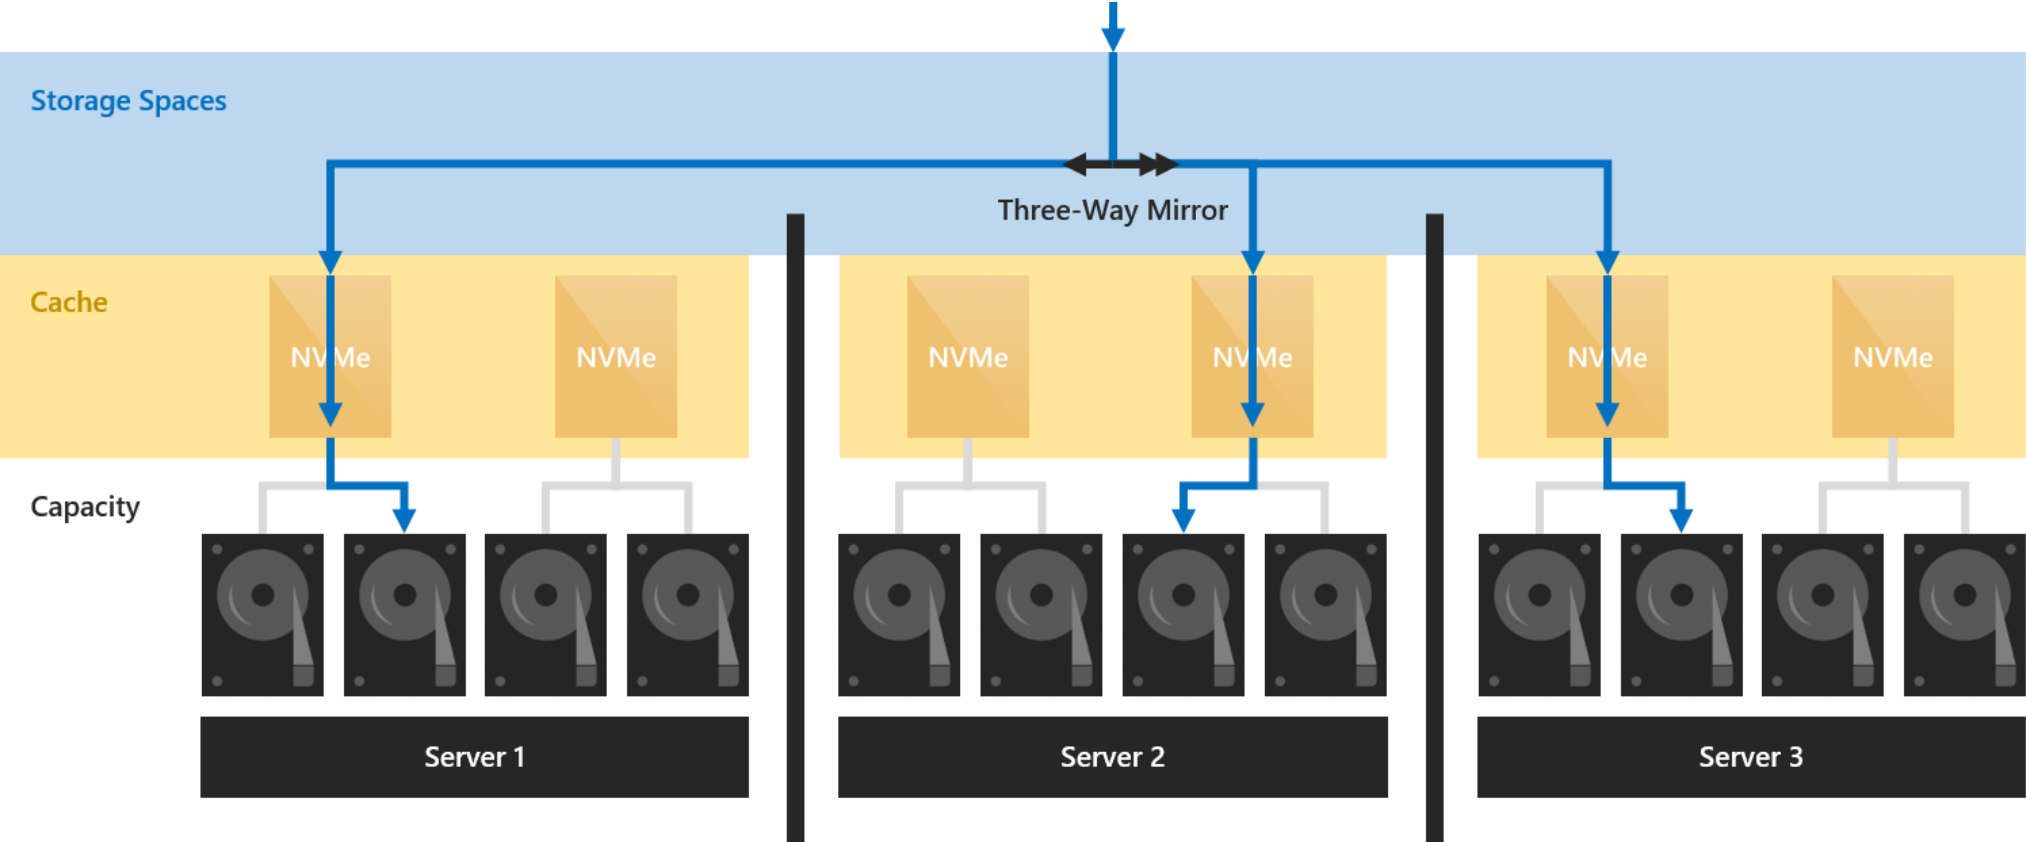 Storage Spaces
Three-Way Mirror
Cache
NVMe
NVMe
NVMe
NVMe
NVMe
NVMe
Capacity
Server 1
Server 2
Server 3